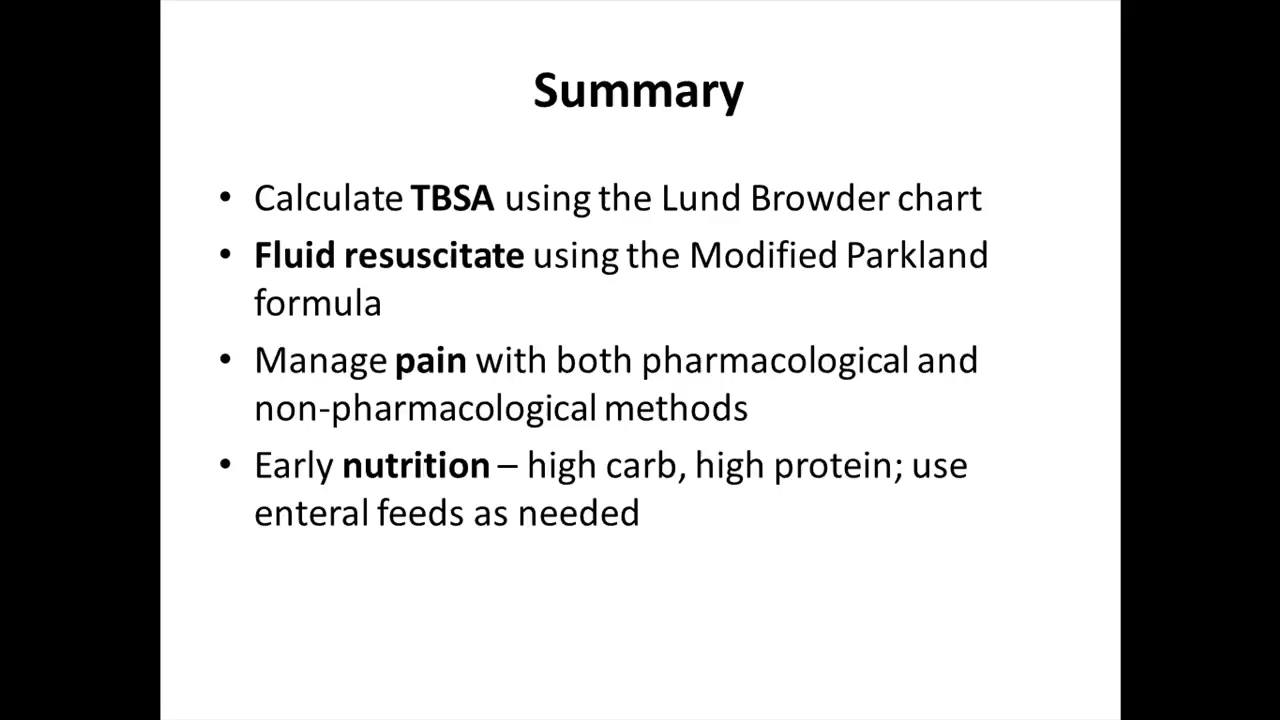 Summary
• Calculate TBSA using the Lund Browder chart
• Fluid resuscitate using the Modified Parkland
formula
• Manage pain with both pharmacological and
non-pharmacological methods
• Early nutrition – high carb, high protein; use
enteral feeds as needed